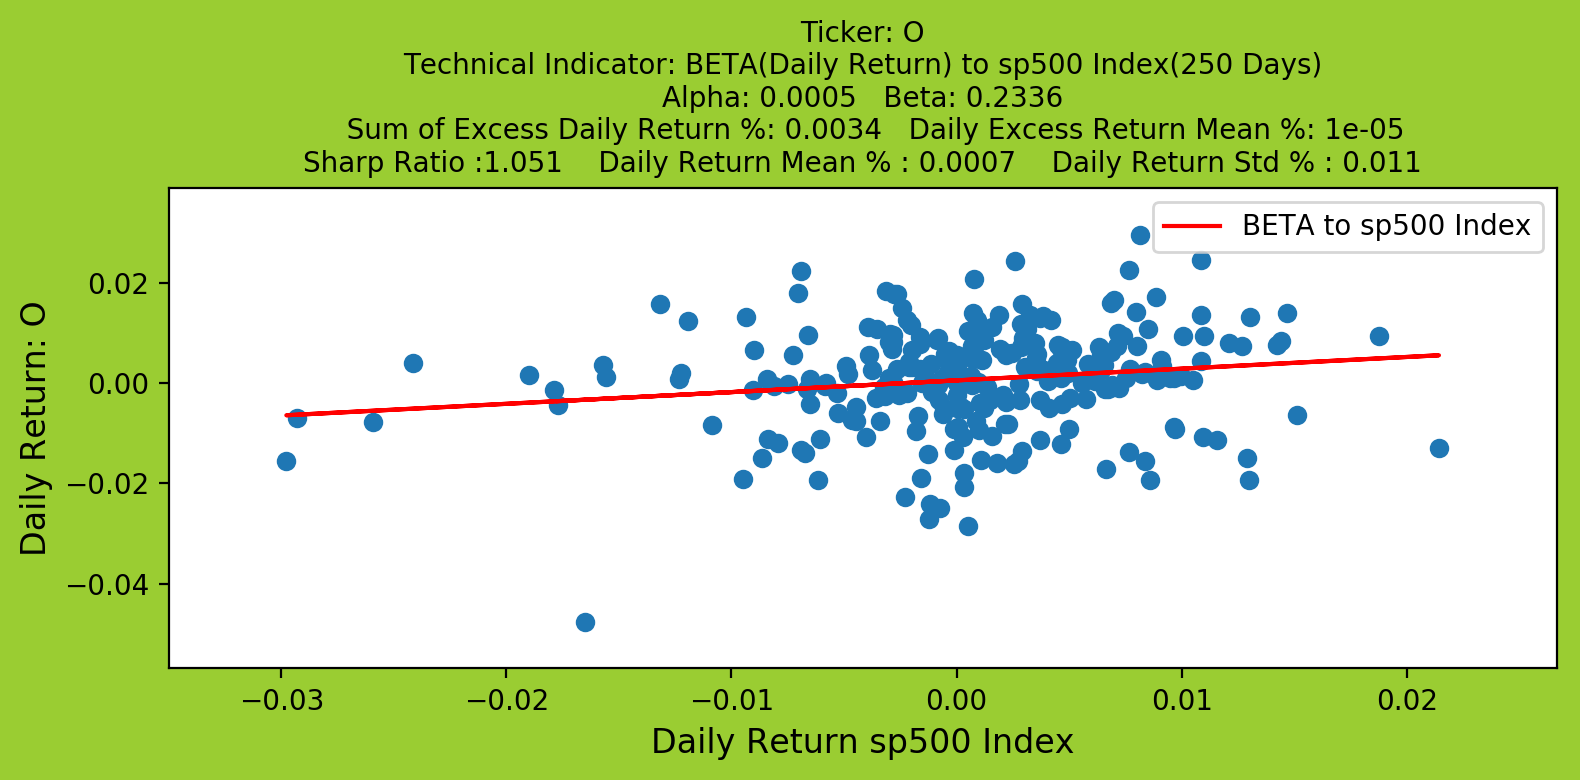 Ticker: O
Technical Indicator: BETA(Daily Return) to sp500 Index(250 Days)
Alpha: 0.0005   Beta: 0.2336
Sum of Excess Daily Return %: 0.0034   Daily Excess Return Mean %: 1e-05
Sharp Ratio :1.051    Daily Return Mean % : 0.0007    Daily Return Std % : 0.011
BETA to sp500 Index
Daily Return: O
0.02
0.00
−0.02
−0.04
−0.03
−0.02
−0.01
0.00
0.01
0.02
Daily Return sp500 Index